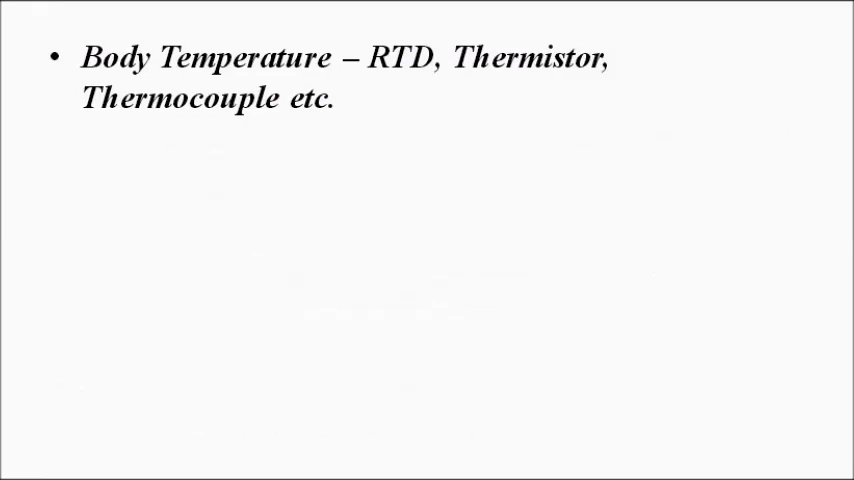 • Body Temperature – RTD, Thermistor,
Thermocouple etc.